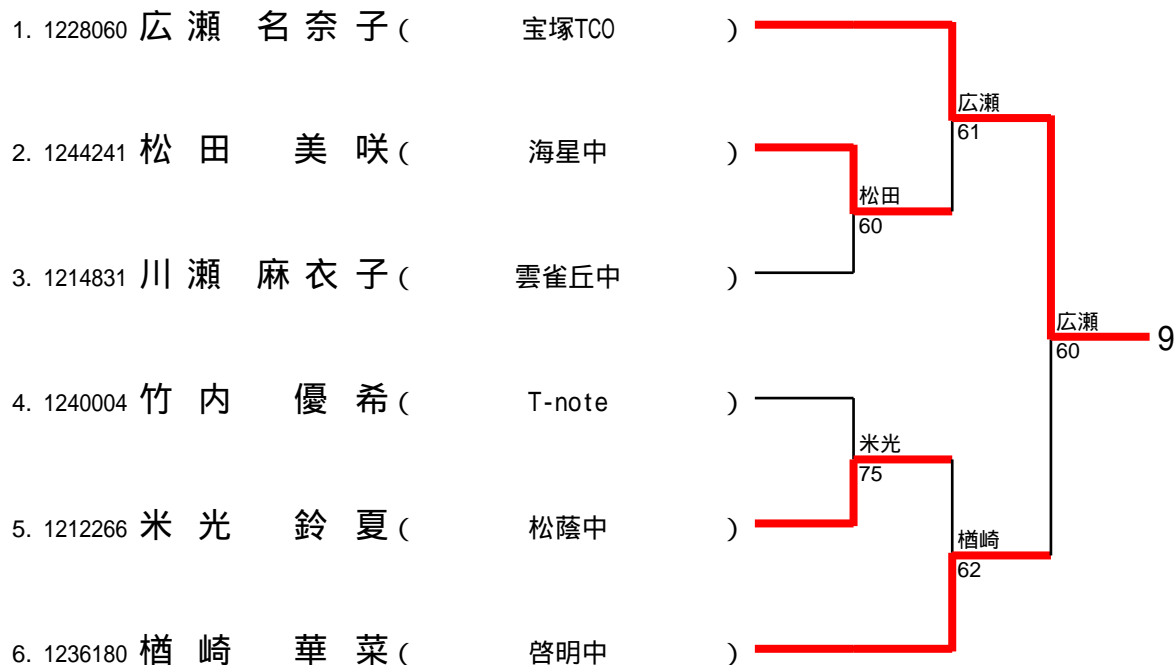 1. 1228060 広瀬 名奈子 ( 宝塚TCO )
広瀬
61
2. 1244241 松田 美咲 ( 海星中 )
松田
60
3. 1214831 川瀬 麻衣子 ( 雲雀丘中 )
広瀬
60
9
4. 1240004 竹内 優希 ( T-note )
米光
75
5. 1212266 米光 鈴夏 ( 松蔭中 )
楢崎
62
6. 1236180 楢崎 華菜 ( 啓明中 )